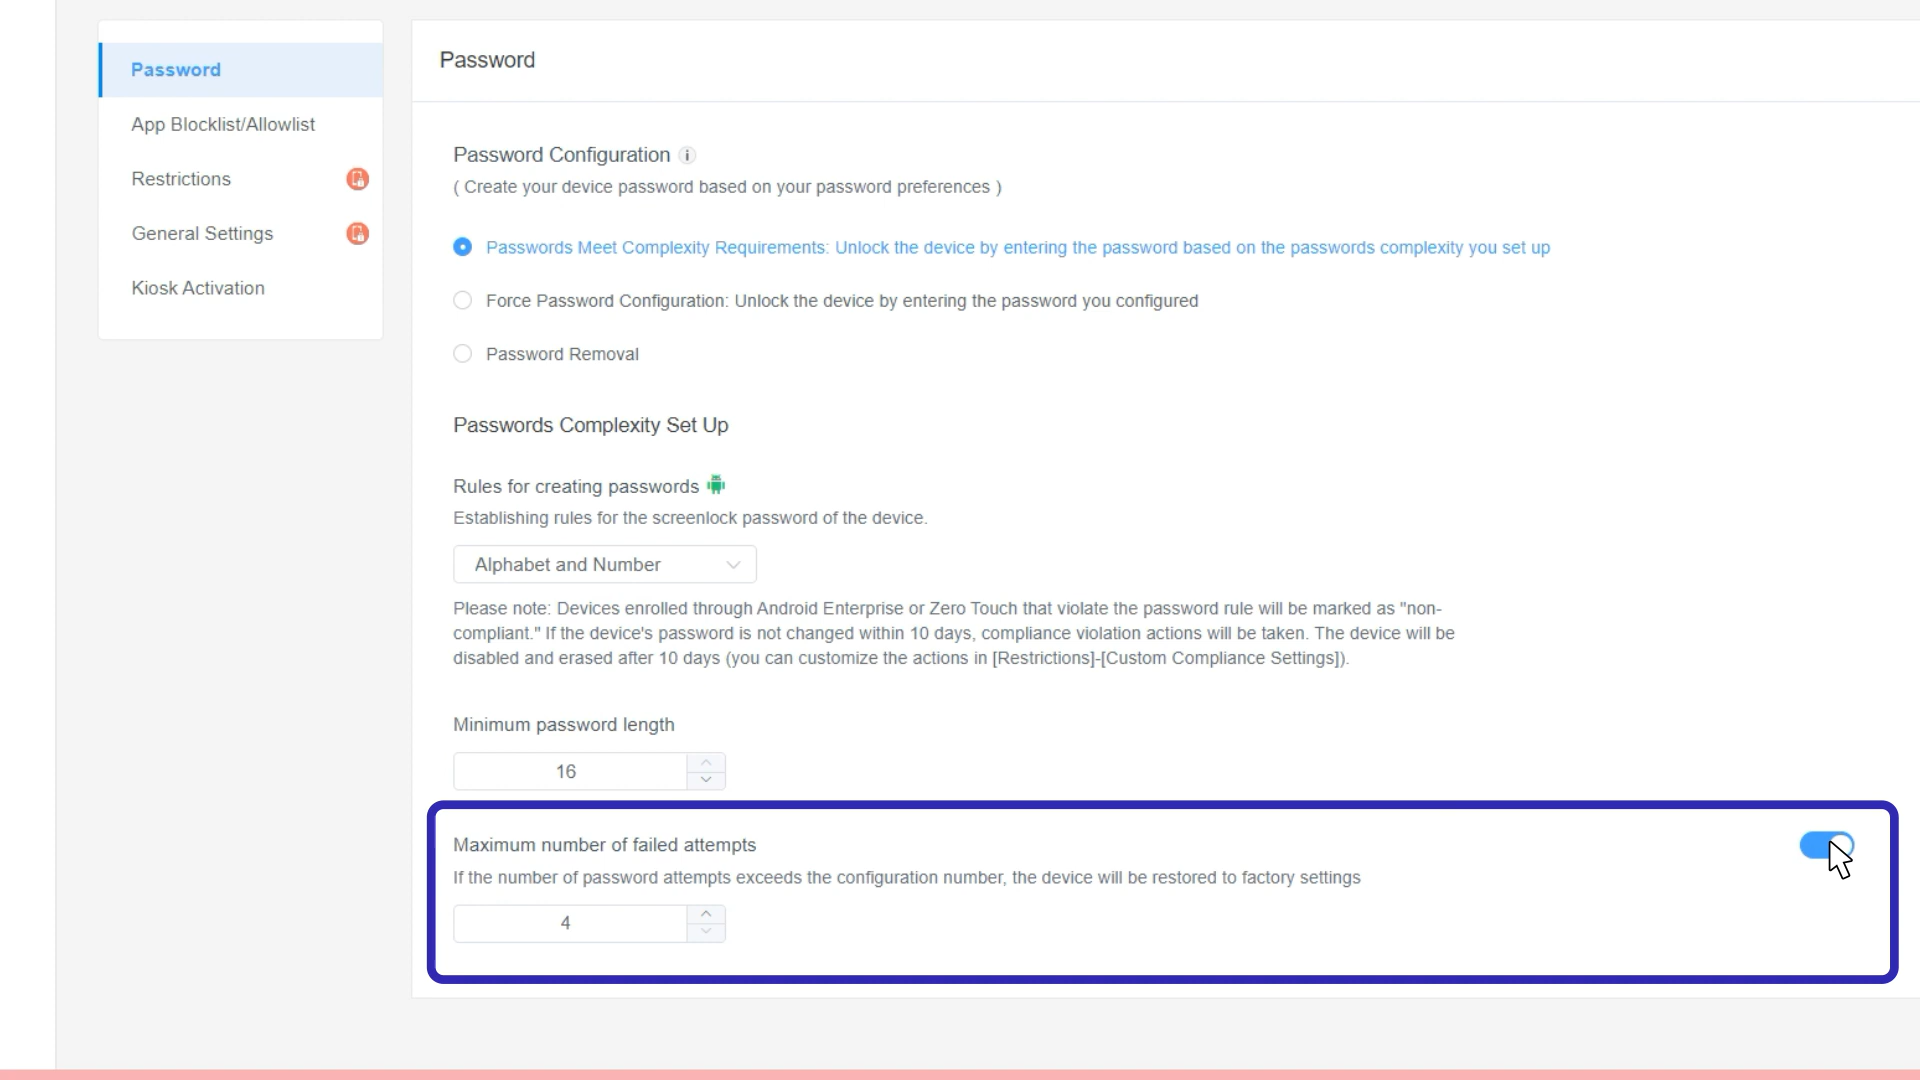 Password
App Blocklist/Allowlist
Restrictions
General Settings
Kiosk Activation
Password
Password Configuration
( Create your device password based on your password preferences )
Passwords Meet Complexity Requirements: Unlock the device by entering the password based on the passwords complexity you set up
Force Password Configuration: Unlock the device by entering the password you configured
Password Removal
Passwords Complexity Set Up
Rules for creating passwords
Establishing rules for the screenlock password of the device.
Alphabet and Number
Please note: Devices enrolled through Android Enterprise or Zero Touch that violate the password rule will be marked as "non-
compliant." If the device's password is not changed within 10 days, compliance violation actions will be taken. The device will be
disabled and erased after 10 days (you can customize the actions in [Restrictions]-[Custom Compliance Settings]).
Minimum password length
16
Maximum number of failed attempts
If the number of password attempts exceeds the configuration number, the device will be restored to factory settings
4